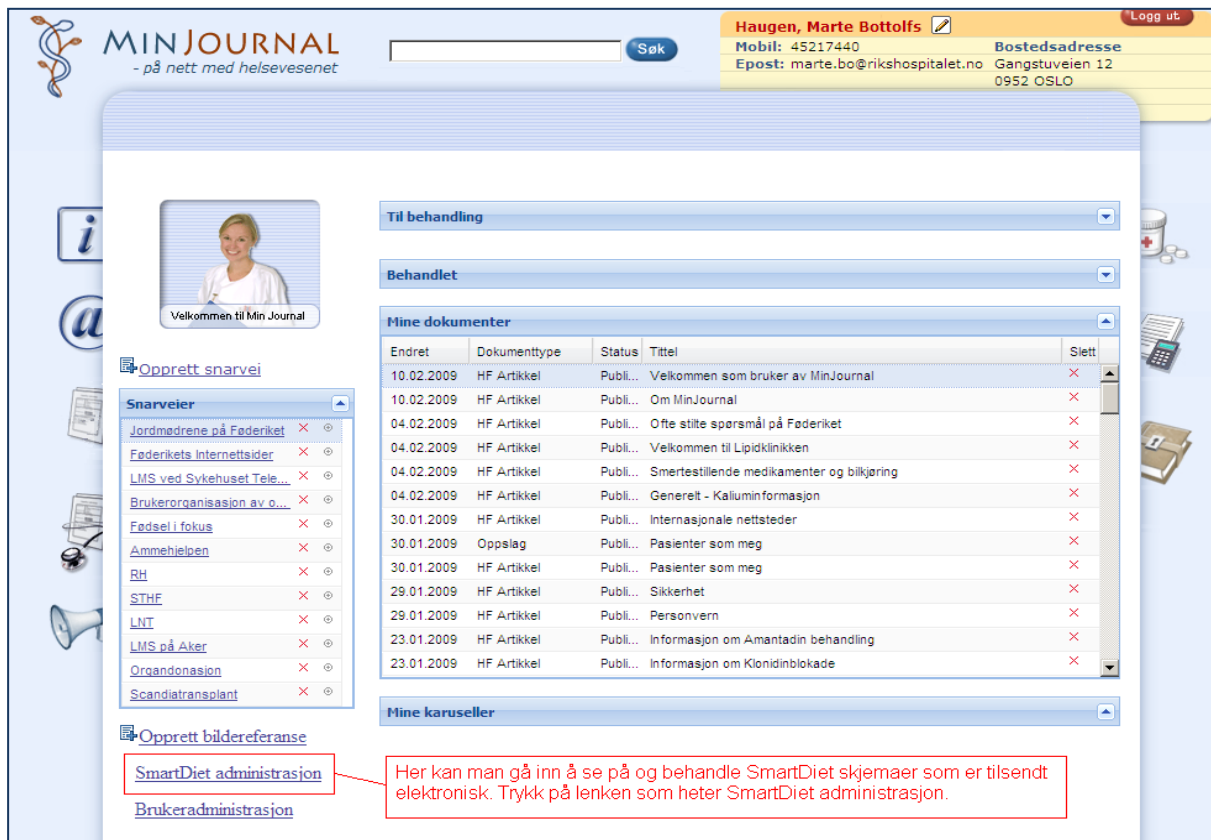 MINJOURNAL
- på nett med helsevesenet
Søk
Logg ut
Haugen, Marte Bottolfs
Mobil: 45217440 Bostedsadresse
Epost: marte.bo@rikshospitalet.no Gangstuveien 12
0952 OSLO
Velkommen til Min Journal
Opprett snarvei
Snarveier
Jordmødrene på Føderiket
Føderikets Internettsider
LMS ved Sykehuset Tele...
Brukerorganisasjon av o...
Fødsel i fokus
Ammehjelpen
RH
STHF
LNT
LMS på Aker
Organdonasjon
Scandiatransplant
Opprett bildereferanse
SmartDiet administrasjon
Brukeradministrasjon
Til behandling
Behandlet
Mine dokumenter
Endret Dokumenttype Status Tittel Slett
10.02.2009 HF Artikkel Publi... Velkommen som bruker av MinJournal
10.02.2009 HF Artikkel Publi... Om MinJournal
04.02.2009 HF Artikkel Publi... Ofte stilte spørsmål på Føderiket
04.02.2009 HF Artikkel Publi... Velkommen til Lipidklinikken
04.02.2009 HF Artikkel Publi... Smertestillende medikamenter og bilkjøring
04.02.2009 HF Artikkel Publi... Generelt - Kaliuminformasjon
30.01.2009 HF Artikkel Publi... Internasjonale nettsteder
30.01.2009 Oppslag Publi... Pasienter som meg
30.01.2009 HF Artikkel Publi... Pasienter som meg
29.01.2009 HF Artikkel Publi... Sikkerhet
29.01.2009 HF Artikkel Publi... Personvern
23.01.2009 HF Artikkel Publi... Informasjon om Amantadin behandling
23.01.2009 HF Artikkel Publi... Informasjon om Klonidinblokade
Mine karuseller
Her kan man gå inn å se på og behandle SmartDiet skjemaer som er tilsendt
elektronisk. Trykk på lenken som heter SmartDiet administrasjon.